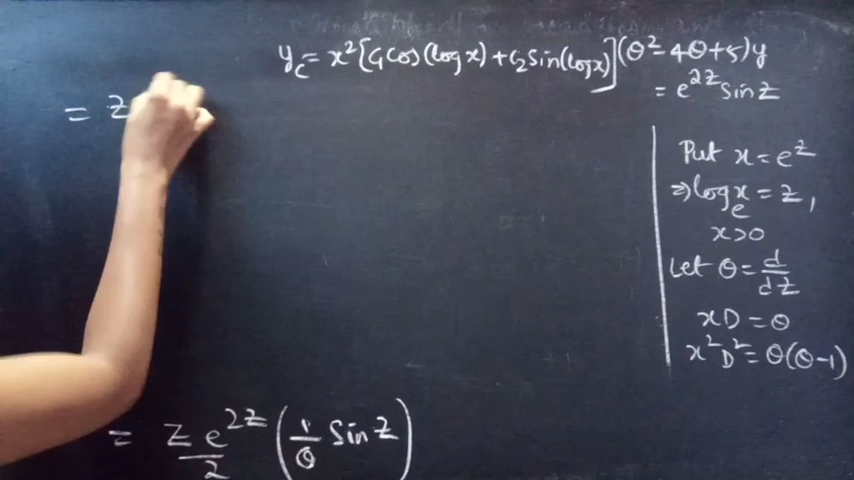 y_c = x²[C₁Cos(log x) + C₂Sin(log x)] (θ² - 4θ + 5)y
= e^{2z} Sin z
= z
Put x = e^z
⇒ log_e x = z,
x > 0
Let θ = d/dz
xD = θ
x²D² = θ(θ-1)
= z e^{2z}/2 (1/θ Sin z)